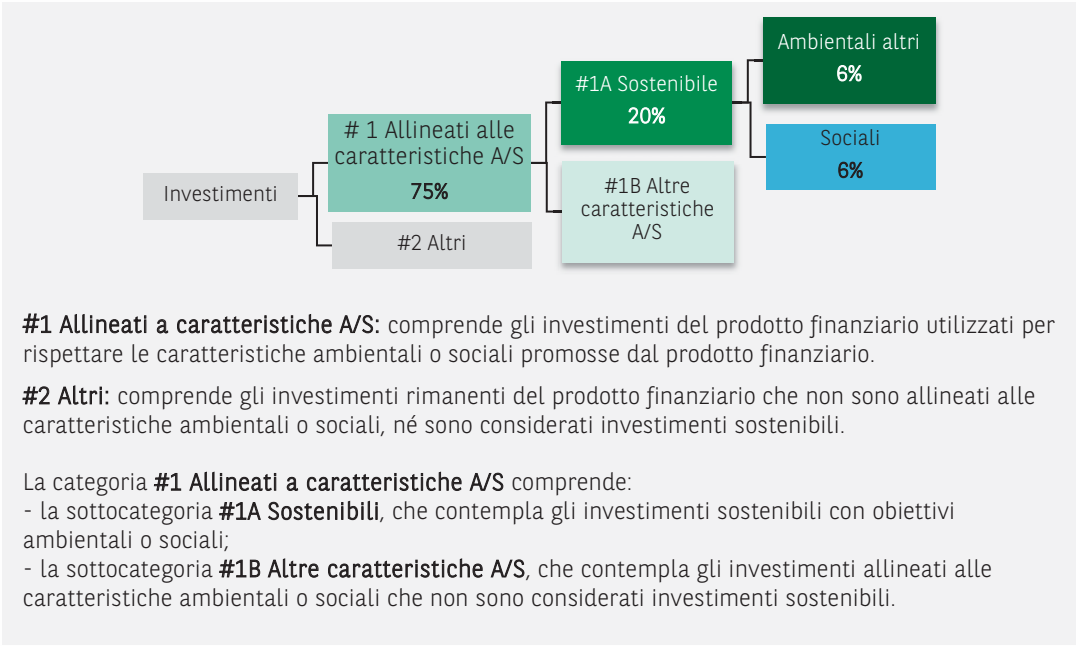 Investimenti
# 1 Allineati alle
caratteristiche A/S
75%
#2 Altri
#1A Sostenibile
20%
#1B Altre
caratteristiche
A/S
Ambientali altri
6%
Sociali
6%
#1 Allineati a caratteristiche A/S: comprende gli investimenti del prodotto finanziario utilizzati per
rispettare le caratteristiche ambientali o sociali promosse dal prodotto finanziario.
#2 Altri: comprende gli investimenti rimanenti del prodotto finanziario che non sono allineati alle
caratteristiche ambientali o sociali, né sono considerati investimenti sostenibili.
La categoria #1 Allineati a caratteristiche A/S comprende:
- la sottocategoria #1A Sostenibili, che contempla gli investimenti sostenibili con obiettivi
ambientali o sociali;
- la sottocategoria #1B Altre caratteristiche A/S, che contempla gli investimenti allineati alle
caratteristiche ambientali o sociali che non sono considerati investimenti sostenibili.